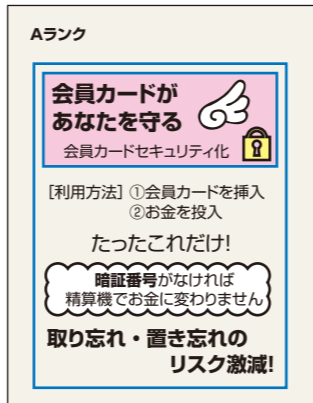 Aランク
会員カードが
あなたを守る
会員カードセキュリティ化
[利用方法] ①会員カードを挿入
②お金を投入
たったこれだけ!
暗証番号がなければ
精算機でお金に変わりません
取り忘れ・置き忘れの
リスク激減!